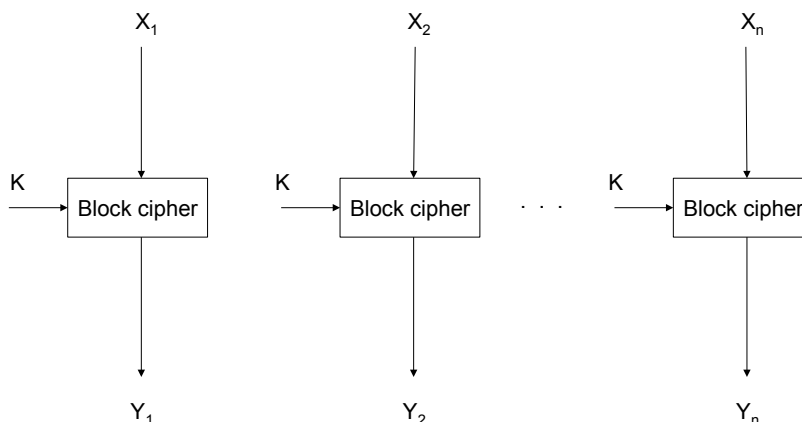 X1 X2 Xn
K K K
Block cipher Block cipher . . . Block cipher
Y1 Y2 Yn